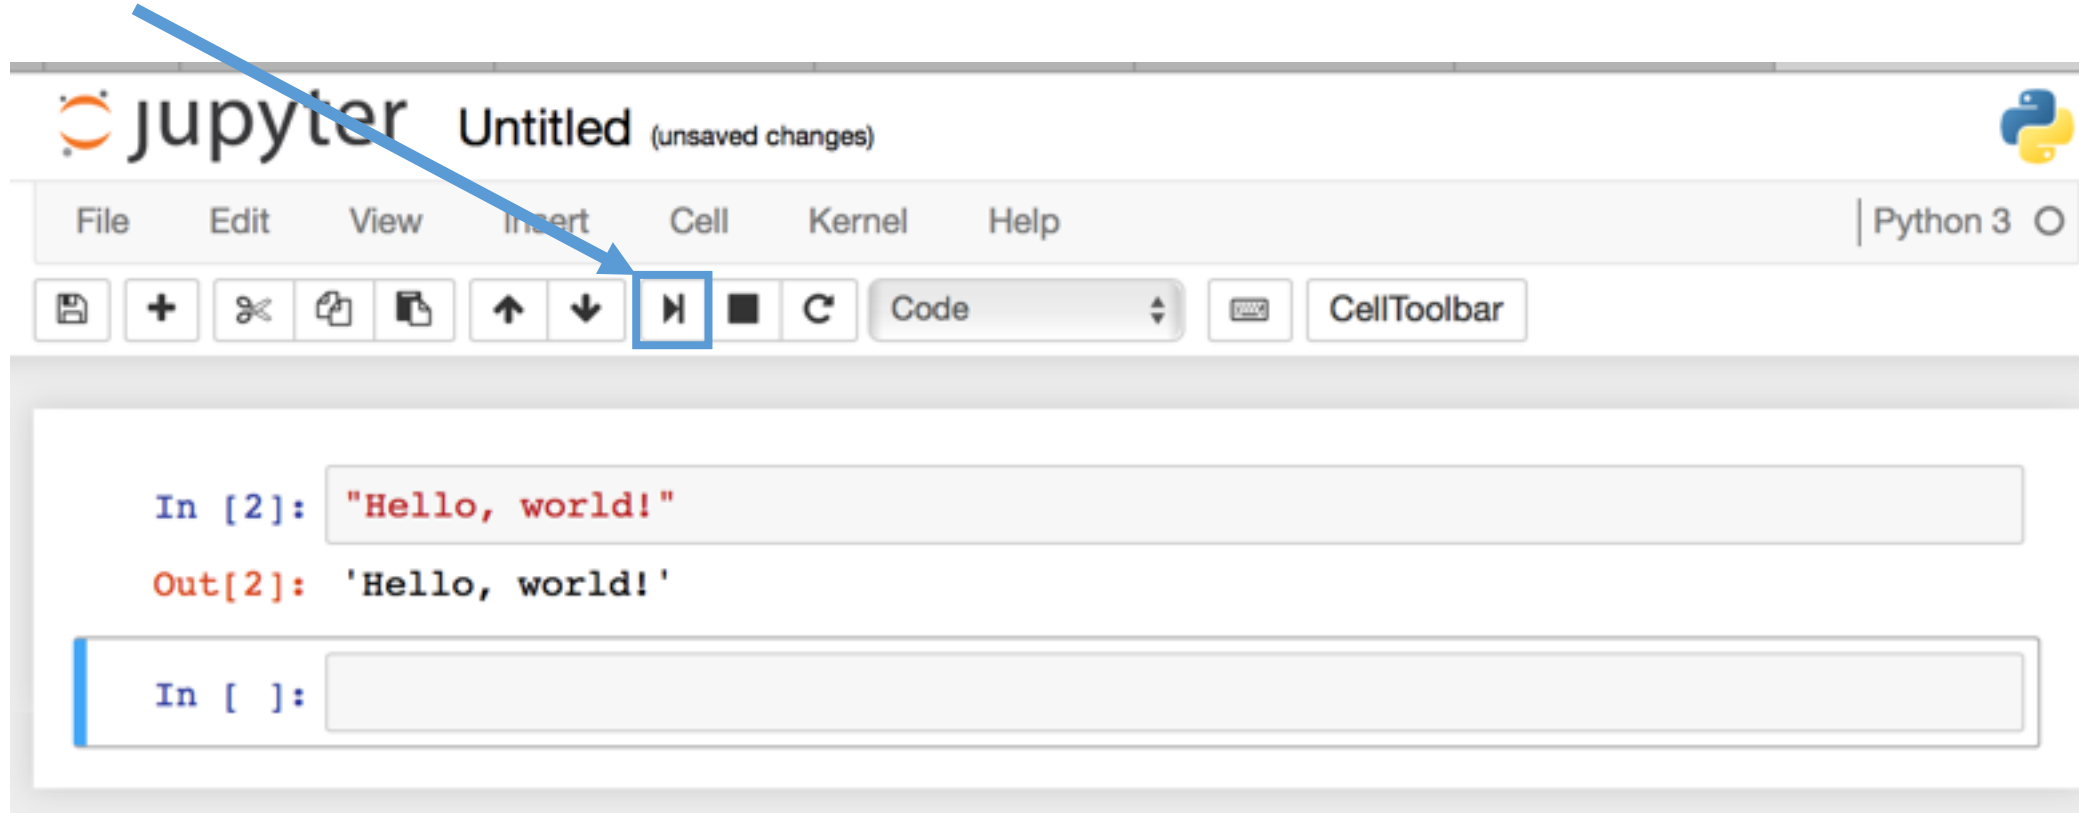 jupyter Untitled (unsaved changes)
File Edit View Insert Cell Kernel Help Python 3
Code CellToolbar
In [2]: "Hello, world!"
Out[2]: 'Hello, world!'
In [ ]: